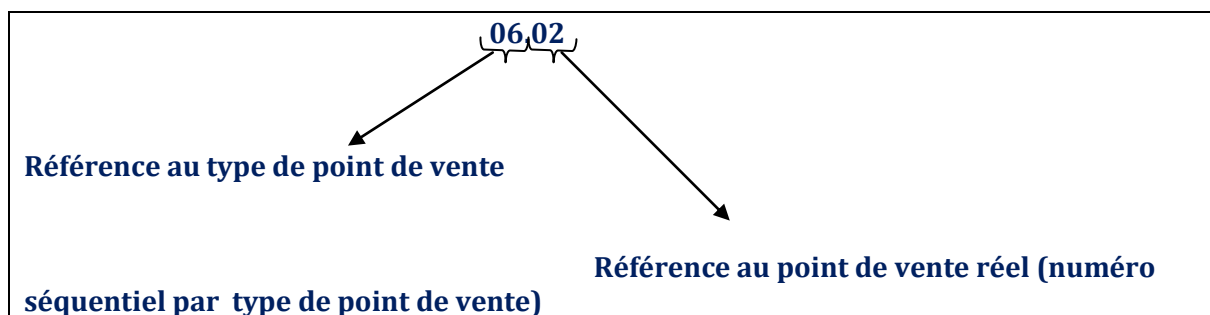 06.02
Référence au type de point de vente
Référence au point de vente réel (numéro
séquentiel par type de point de vente)